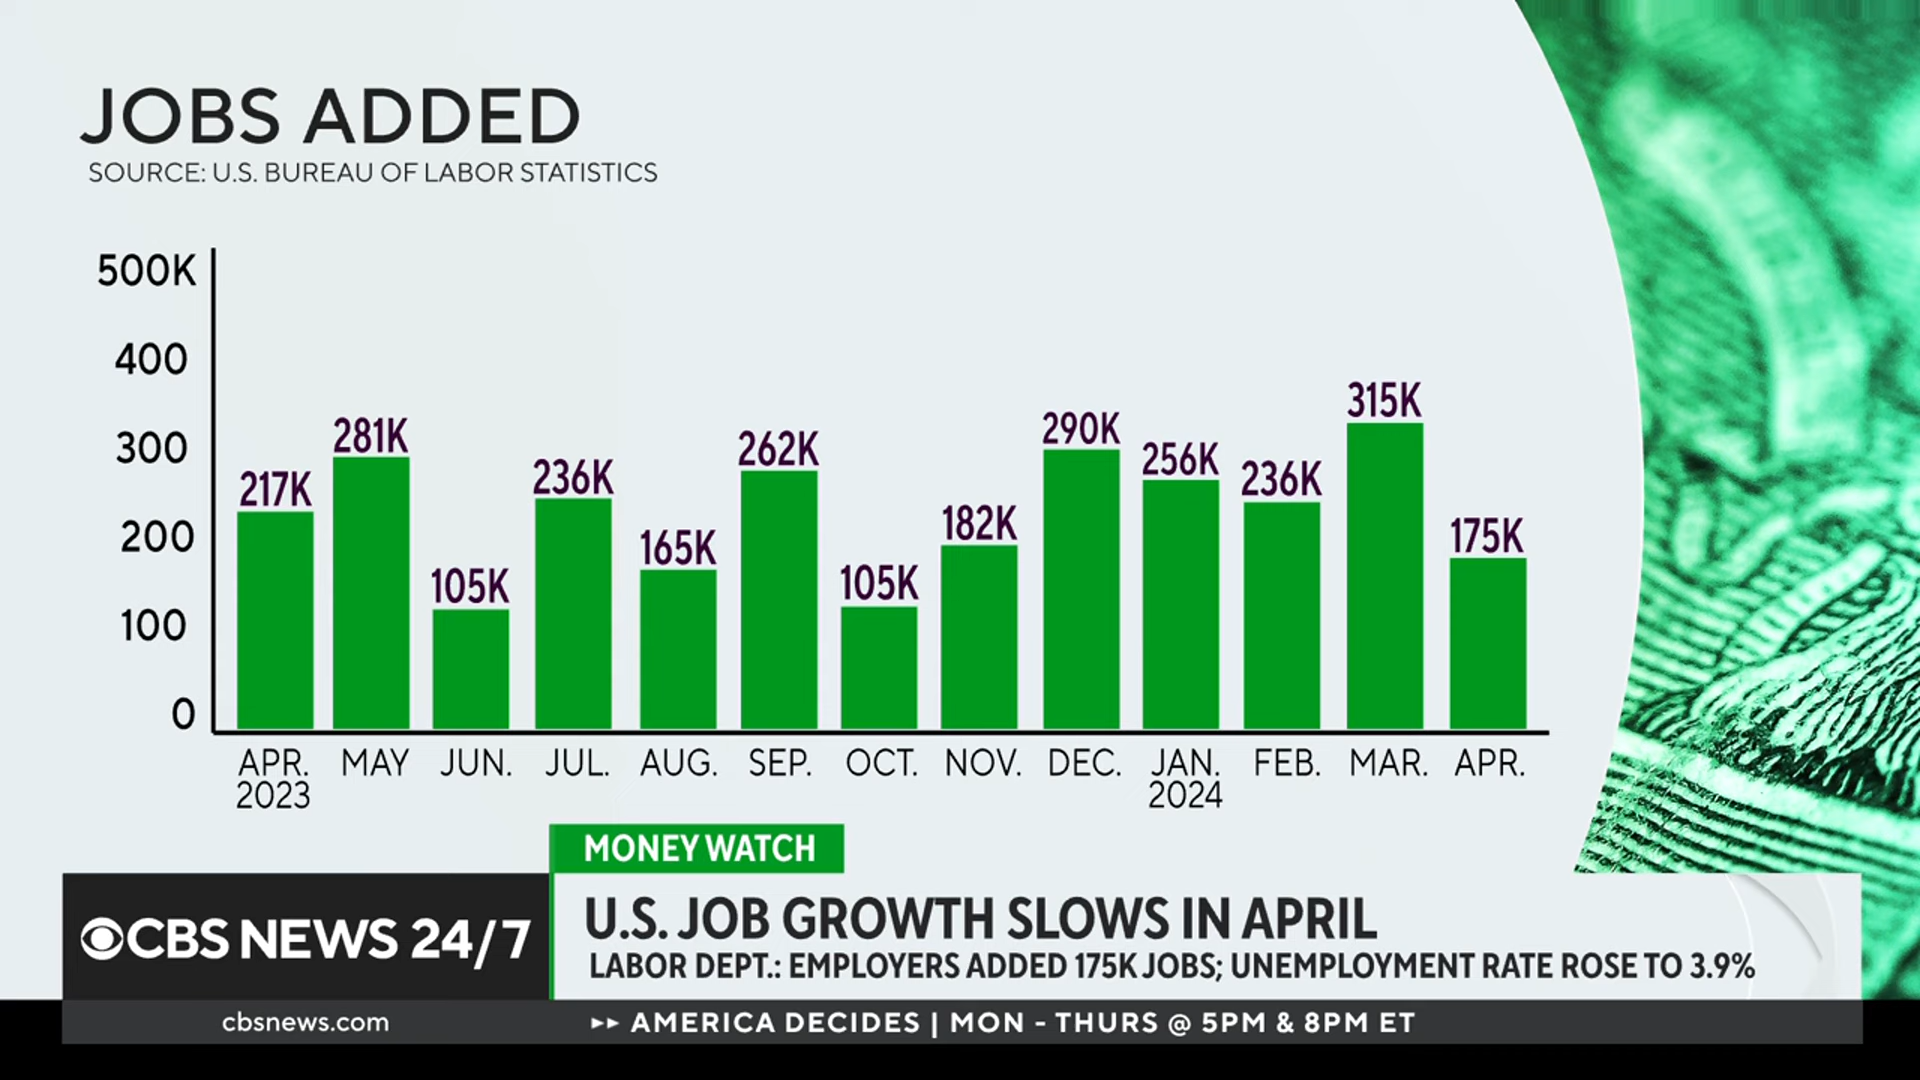 JOBS ADDED
SOURCE: U.S. BUREAU OF LABOR STATISTICS
500K
400
300
200
100
0
217K
281K
105K
236K
165K
262K
105K
182K
290K
256K
236K
315K
175K
APR. MAY JUN. JUL. AUG. SEP. OCT. NOV. DEC. JAN. FEB. MAR. APR.
2023 2024
MONEY WATCH
CBS NEWS 24/7
U.S. JOB GROWTH SLOWS IN APRIL
LABOR DEPT.: EMPLOYERS ADDED 175K JOBS; UNEMPLOYMENT RATE ROSE TO 3.9%
cbsnews.com
AMERICA DECIDES | MON - THURS @ 5PM & 8PM ET